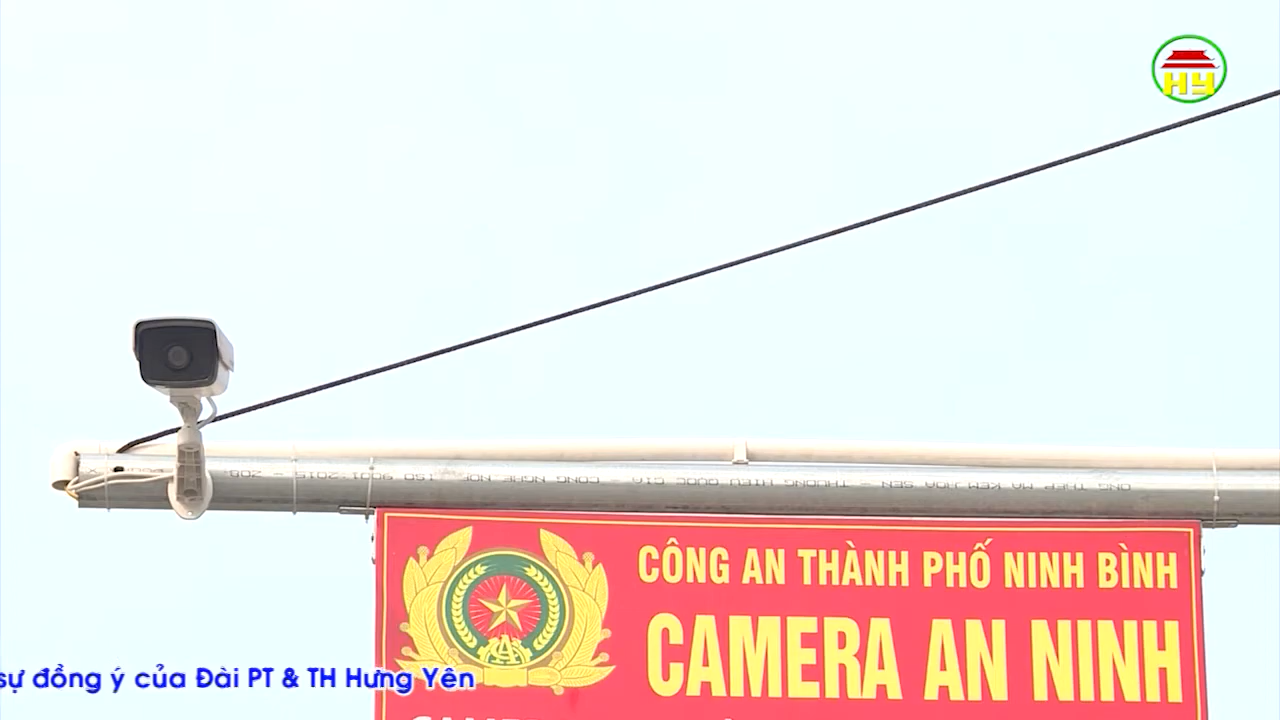 HY
CÔNG AN THÀNH PHỐ NINH BÌNH
CAMERA AN NINH
sự đồng ý của Đài PT & TH Hưng Yên